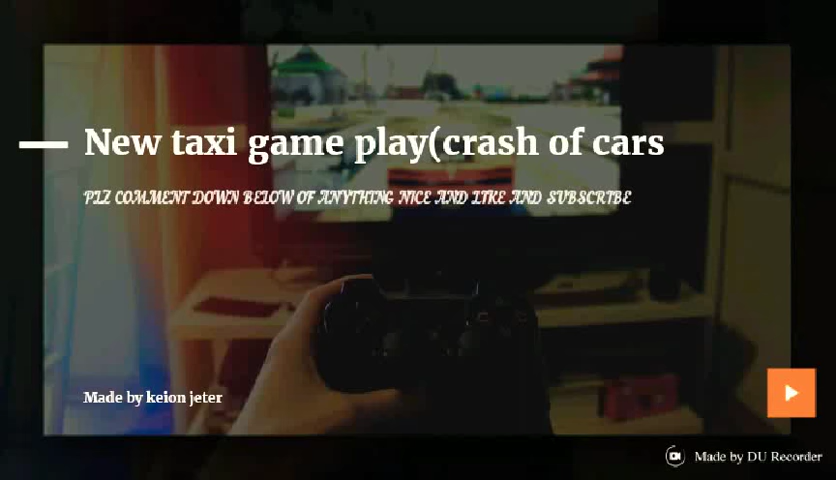 New taxi game play(crash of cars
PLZ COMMENT DOWN BELOW OF ANYTHING NICE AND LIKE AND SUBSCRIBE
Made by keion jeter
Made by DU Recorder